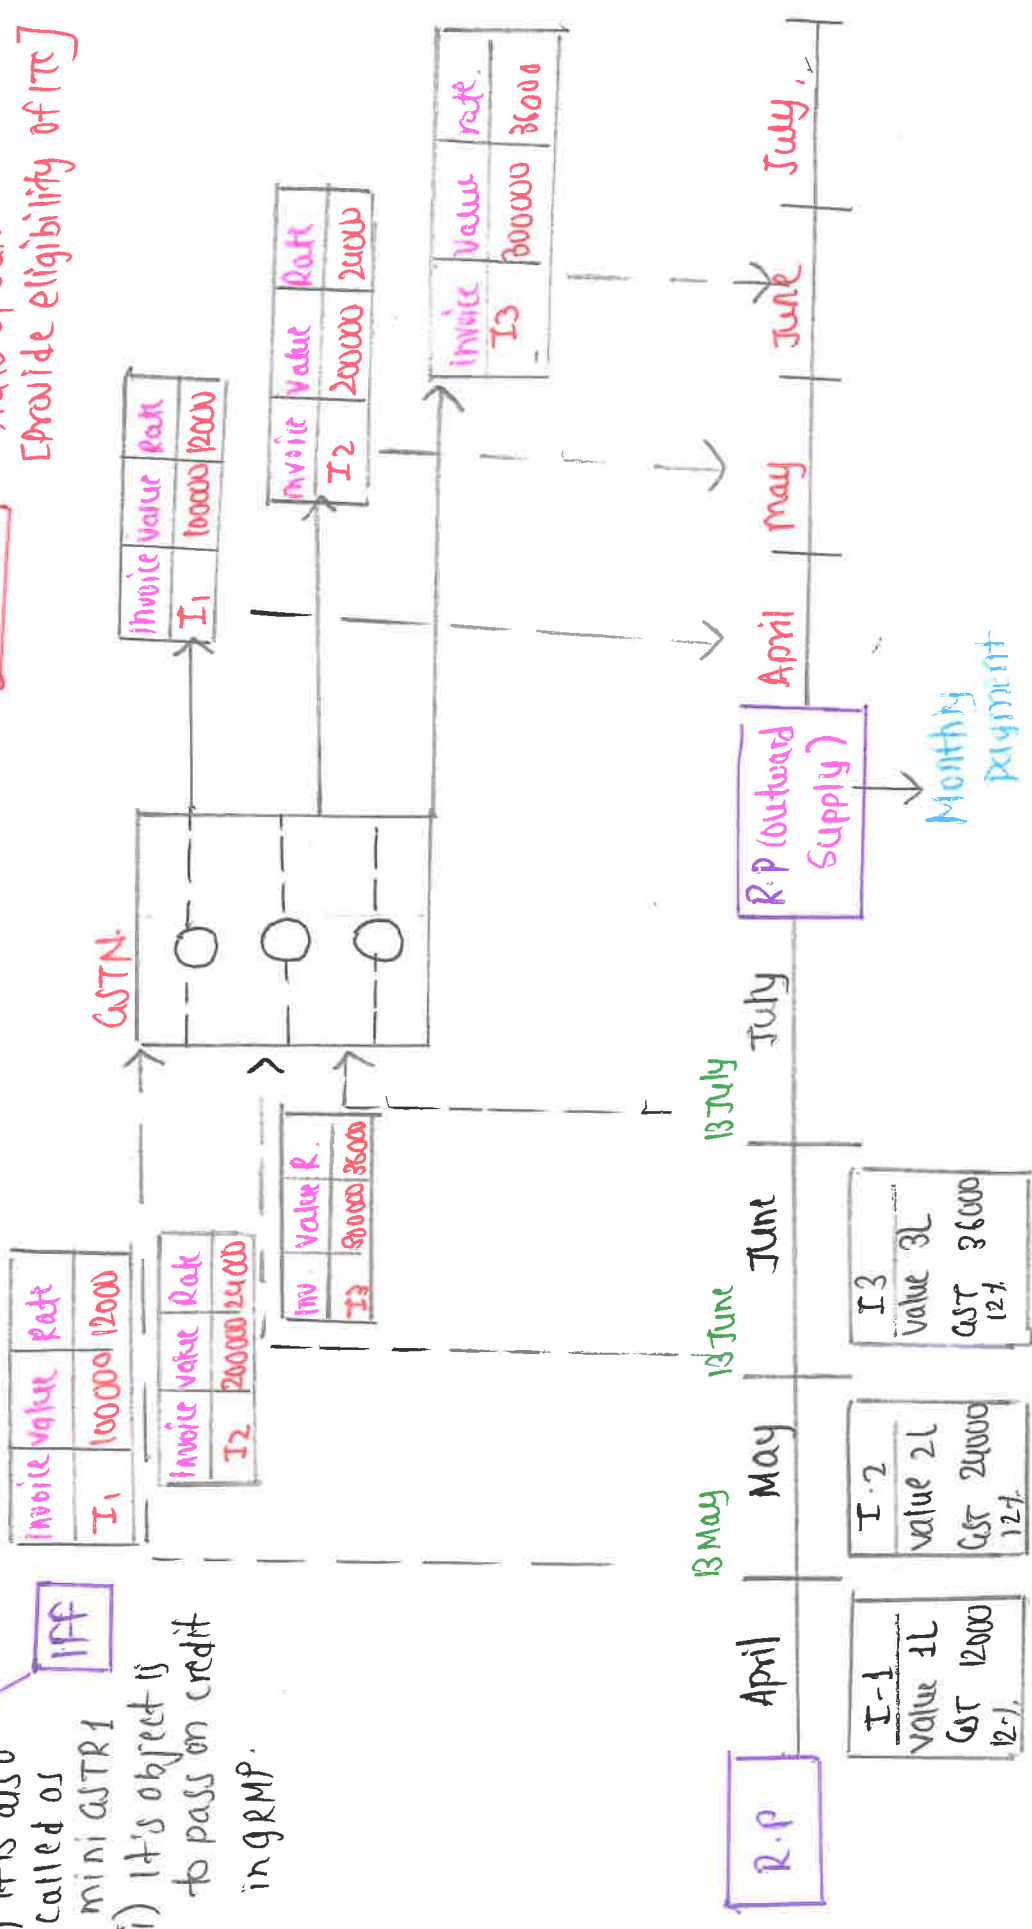 it is also
called as
mini GSTR1
It's object is
to pass on credit
in QRMP.
IFF
[Provide eligibility of ITC]
Invoice Value Rate
I1 100000 12000
Invoice Value Rate
I2 200000 24000
Inv Value R.
I3 300000 36000
GSTN.
Invoice Value Rate
I1 100000 12000
Invoice Value Rate
I2 200000 24000
Invoice Value rate.
I3 300000 36000
13 May
13 June
13 July
R.P
April
May
June
July
R.P (outward
Supply)
April
May
June
July
I-1
Value 1L
GST 12000
12%
I.2
Value 2L
GST 24000
12%
I3
Value 3L
GST 36000
12%
Monthly
payment